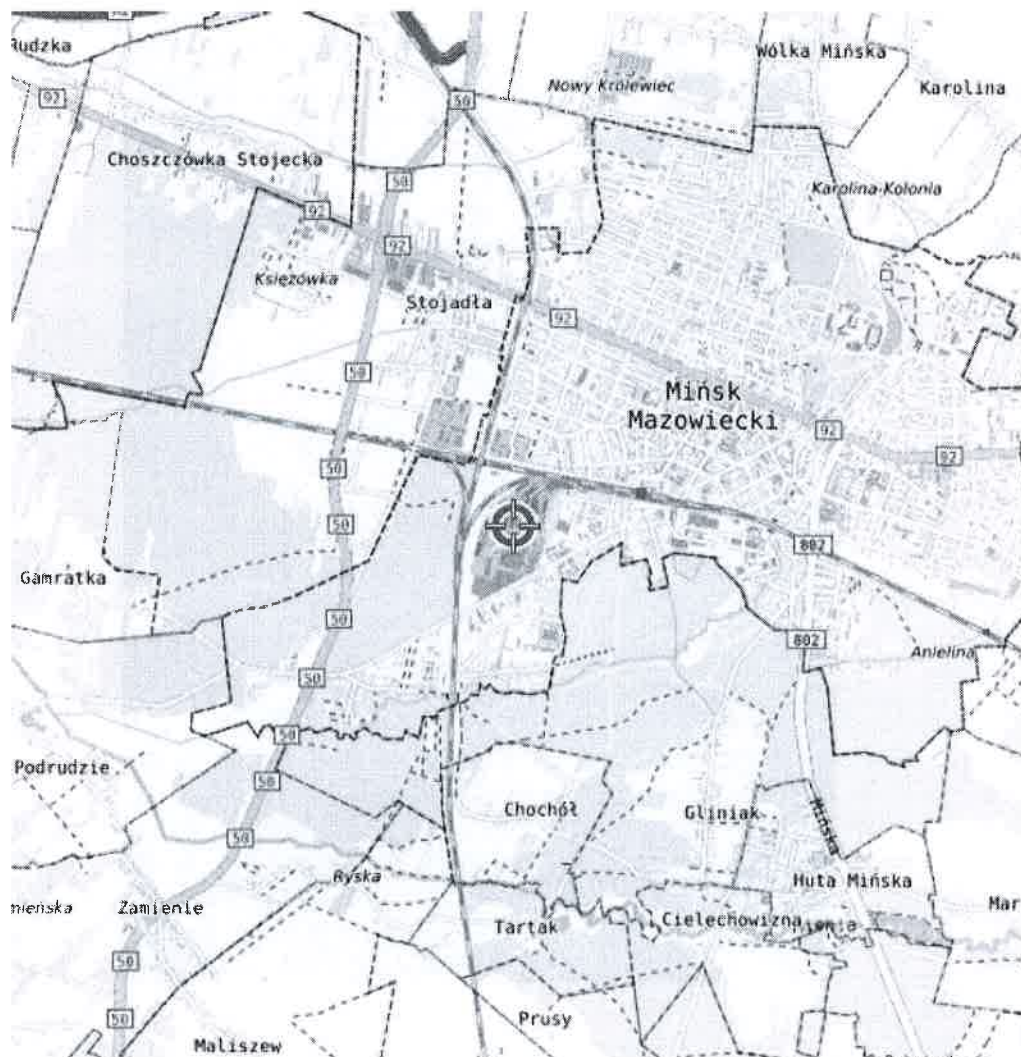 Rudzka
Wólka Mińska
Nowy Królewiec
Karolina
92
50
Choszczówka Stojecka
50
Karolina-Kolonia
92
92
Księżówka
Stojadła
92
50
Mińsk
Mazowiecki
92
92
50
50
802
Gamratka
50
802
Anielina
50
50
Podrudzie
50
Chochół
Gliniak
Mińska
50
Ryska
Huta Mińska
mieńska
Zamienie
Mar
Tartak
Cielechowizna
50
50
Prusy
Maliszew